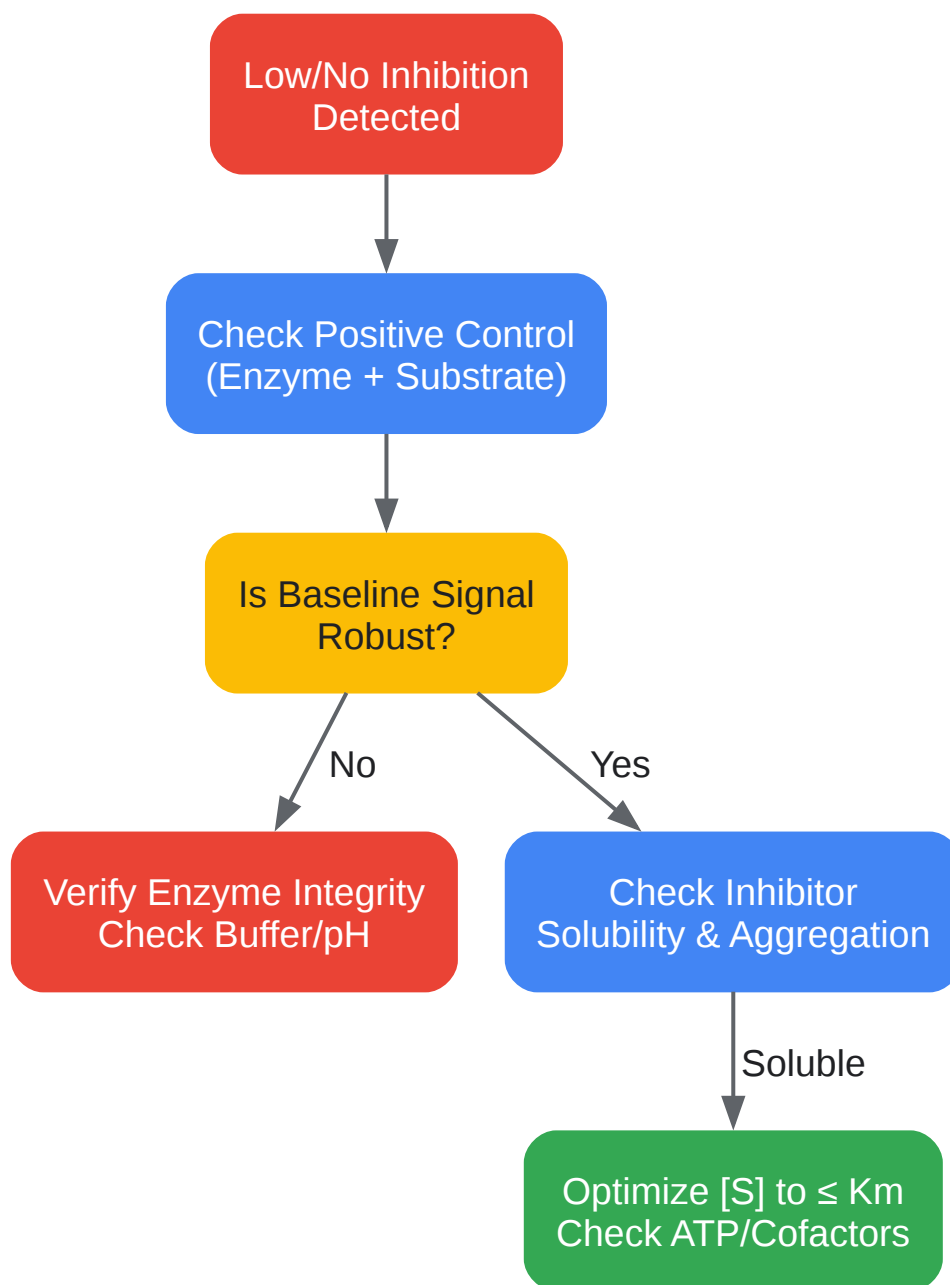 Low/No Inhibition
Detected
Check Positive Control
(Enzyme + Substrate)
Is Baseline Signal
Robust?
No
Yes
Verify Enzyme Integrity
Check Buffer/pH
Check Inhibitor
Solubility & Aggregation
Soluble
Optimize [S] to ≤ Km
Check ATP/Cofactors